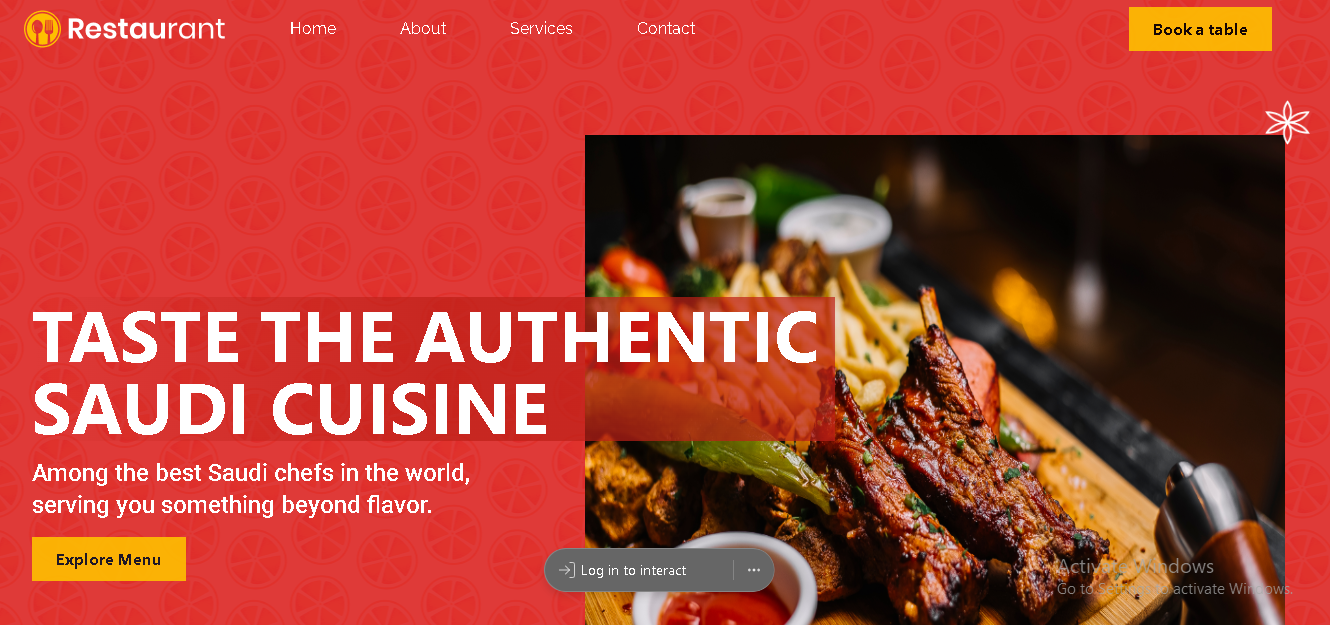 Restaurant
Home
About
Services
Contact
Book a table
TASTE THE AUTHENTIC
SAUDI CUISINE
Among the best Saudi chefs in the world,
serving you something beyond flavor.
Explore Menu
Log in to interact
Activate Windows
Go to Settings to activate Windows.